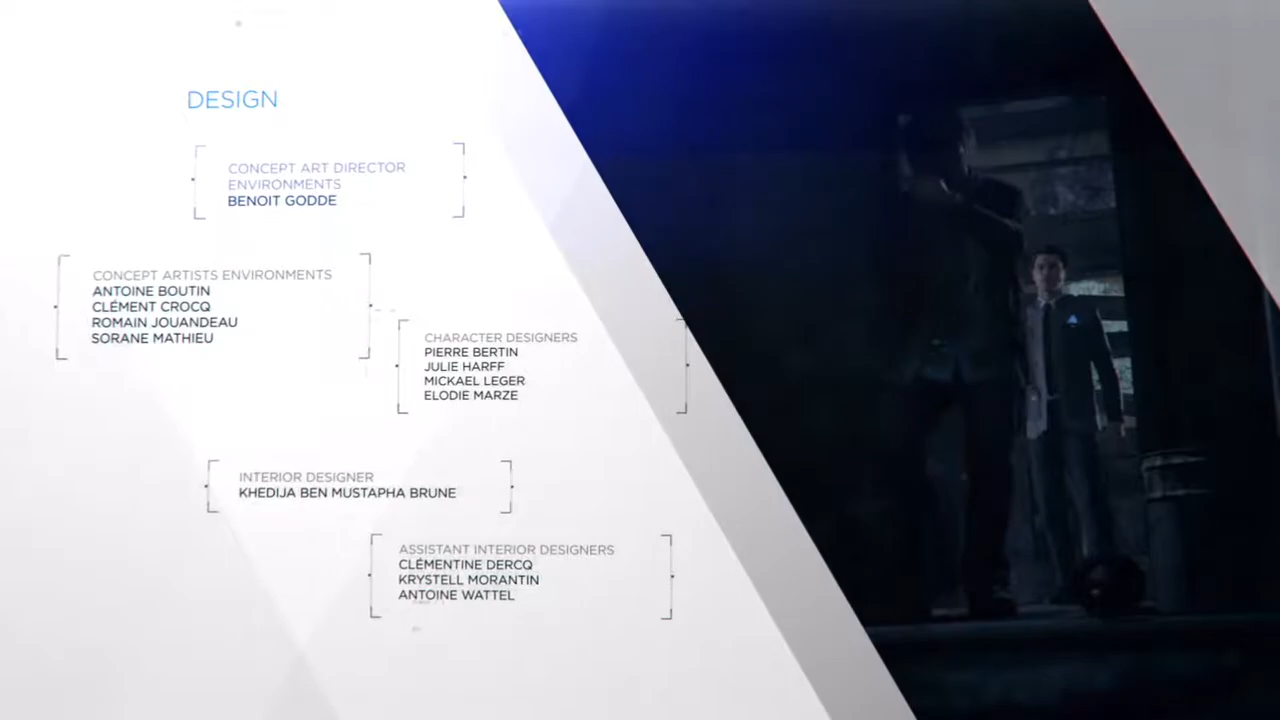 DESIGN
CONCEPT ART DIRECTOR
ENVIRONMENTS
BENOIT GODDE
CONCEPT ARTISTS ENVIRONMENTS
ANTOINE BOUTIN
CLÉMENT CROCQ
ROMAIN JOUANDEAU
SORANE MATHIEU
CHARACTER DESIGNERS
PIERRE BERTIN
JULIE HARFF
MICKAEL LEGER
ELODIE MARZE
INTERIOR DESIGNER
KHEDIJA BEN MUSTAPHA BRUNE
ASSISTANT INTERIOR DESIGNERS
CLÉMENTINE DERCQ
KRYSTELL MORANTIN
ANTOINE WATTEL